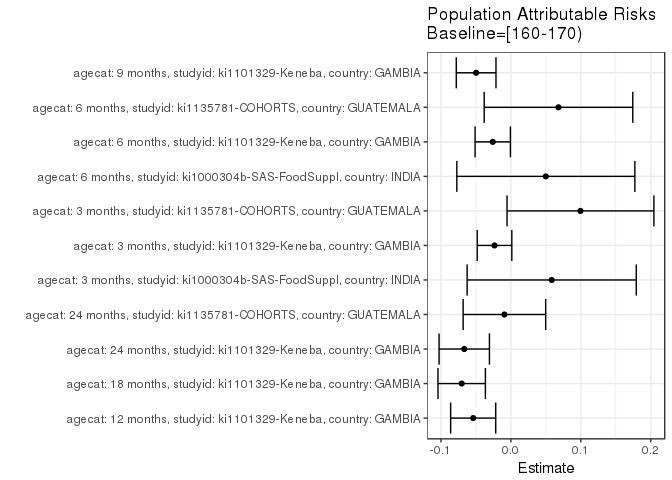 Population Attributable Risks
Baseline=[160-170)
agecat: 9 months, studyid: ki1101329-Keneba, country: GAMBIA
agecat: 6 months, studyid: ki1135781-COHORTS, country: GUATEMALA
agecat: 6 months, studyid: ki1101329-Keneba, country: GAMBIA
agecat: 6 months, studyid: ki1000304b-SAS-FoodSuppl, country: INDIA
agecat: 3 months, studyid: ki1135781-COHORTS, country: GUATEMALA
agecat: 3 months, studyid: ki1101329-Keneba, country: GAMBIA
agecat: 3 months, studyid: ki1000304b-SAS-FoodSuppl, country: INDIA
agecat: 24 months, studyid: ki1135781-COHORTS, country: GUATEMALA
agecat: 24 months, studyid: ki1101329-Keneba, country: GAMBIA
agecat: 18 months, studyid: ki1101329-Keneba, country: GAMBIA
agecat: 12 months, studyid: ki1101329-Keneba, country: GAMBIA
-0.1 0.0 0.1 0.2
Estimate